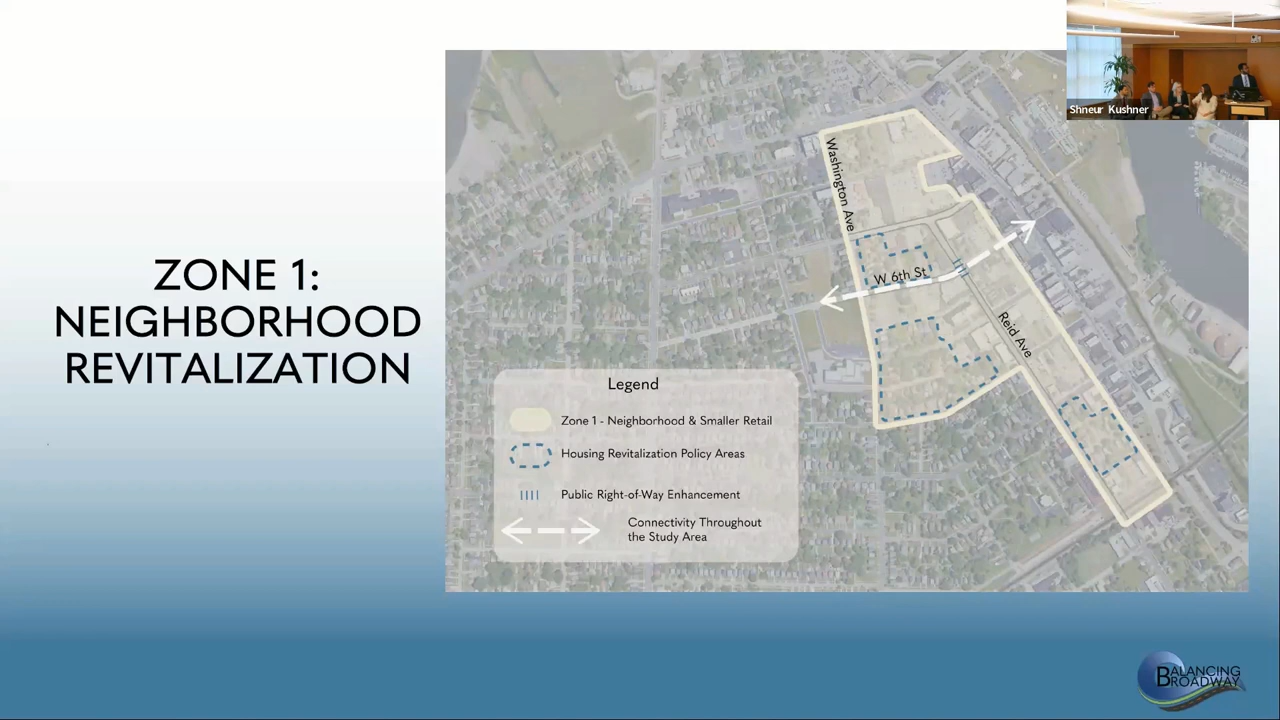 ZONE 1:
NEIGHBORHOOD
REVITALIZATION
Shneur Kushner
Washington Ave
W 6th St
Reid Ave
Legend
Zone 1 - Neighborhood & Smaller Retail
Housing Revitalization Policy Areas
Public Right-of-Way Enhancement
Connectivity Throughout
the Study Area
BALANCING
BROADWAY